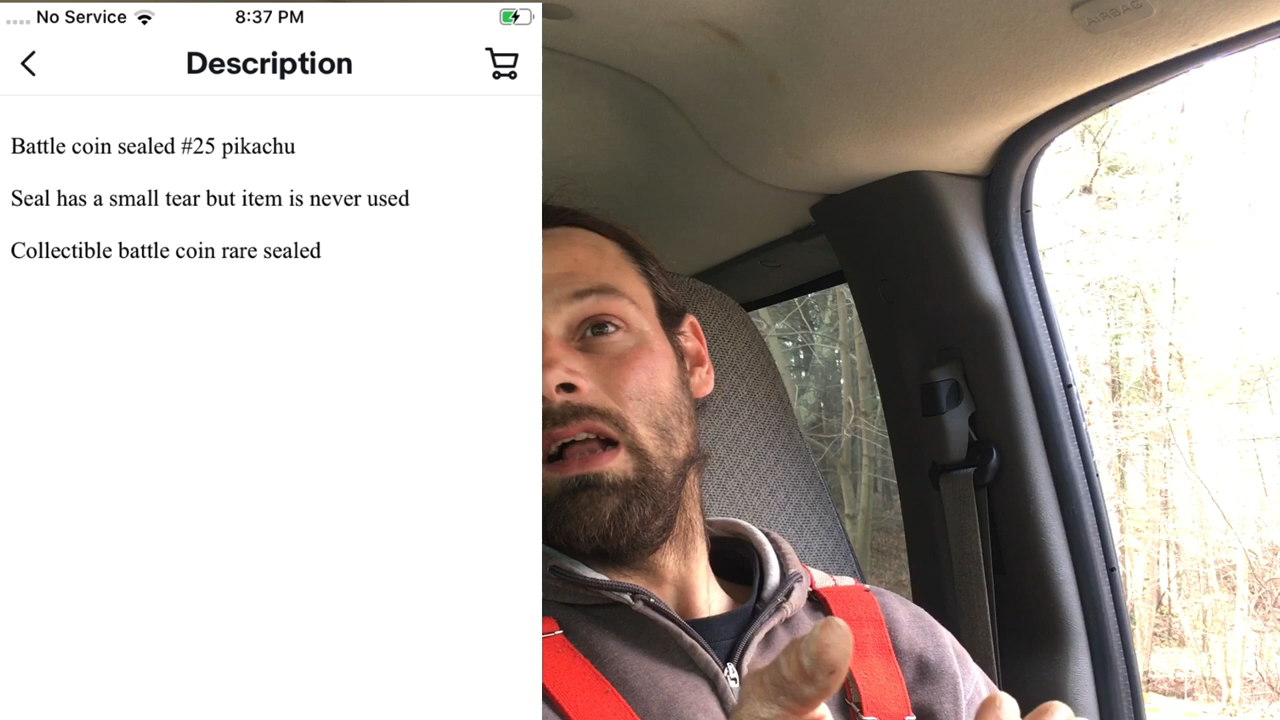 No Service 8:37 PM
Description
Battle coin sealed #25 pikachu
Seal has a small tear but item is never used
Collectible battle coin rare sealed
AIRBAG